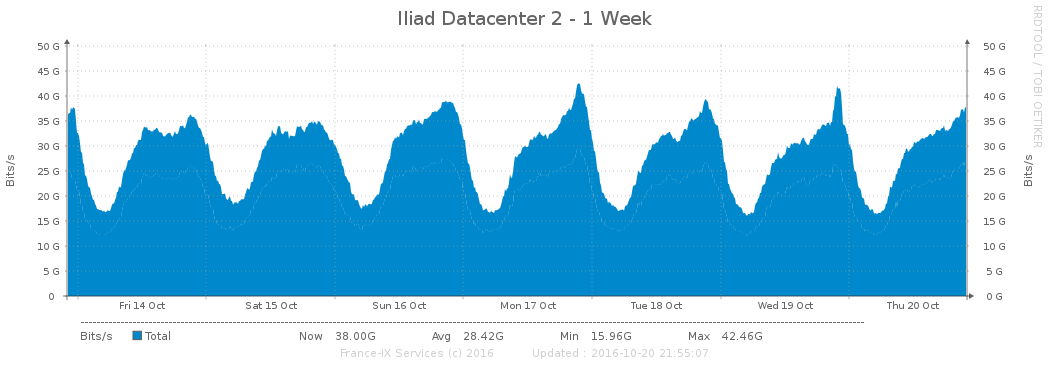 Iliad Datacenter 2 - 1 Week
RRDTOOL / TOBI OETIKER
50 G 50 G
45 G 45 G
40 G 40 G
35 G 35 G
30 G 30 G
25 G 25 G
20 G 20 G
15 G 15 G
10 G 10 G
5 G 5 G
0 0 G
Bits/s
Bits/s
Fri 14 Oct Sat 15 Oct Sun 16 Oct Mon 17 Oct Tue 18 Oct Wed 19 Oct Thu 20 Oct
Bits/s Total Now 38.00G Avg 28.42G Min 15.96G Max 42.46G
France-IX Services (c) 2016 Updated : 2016-10-20 21:55:07